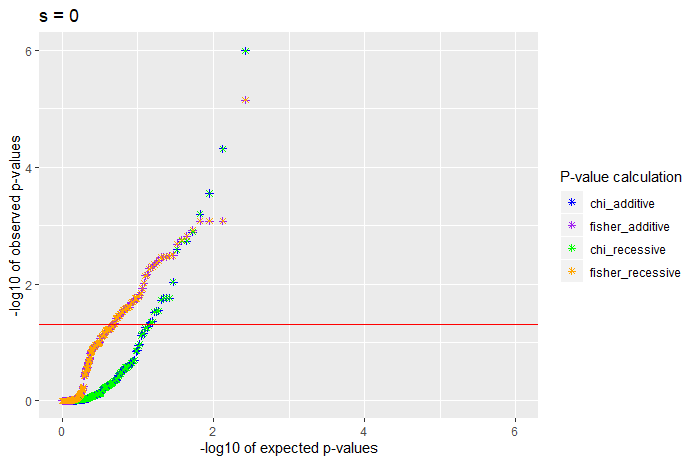 s = 0
-log10 of observed p-values
6
4
2
0
0
2
4
6
-log10 of expected p-values
P-value calculation
chi_additive
fisher_additive
chi_recessive
fisher_recessive